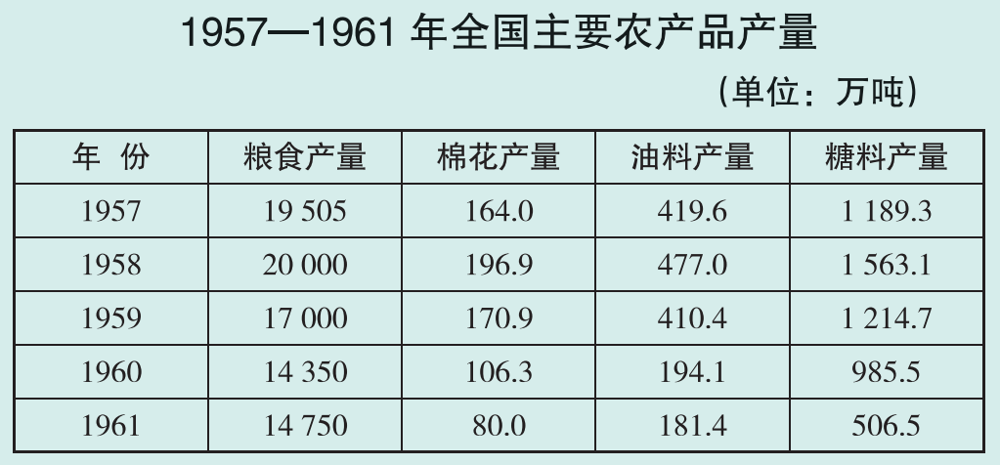 1957—1961 年全国主要农产品产量
(单位：万吨)
年 份 粮食产量 棉花产量 油料产量 糖料产量
1957 19 505 164.0 419.6 1 189.3
1958 20 000 196.9 477.0 1 563.1
1959 17 000 170.9 410.4 1 214.7
1960 14 350 106.3 194.1 985.5
1961 14 750 80.0 181.4 506.5